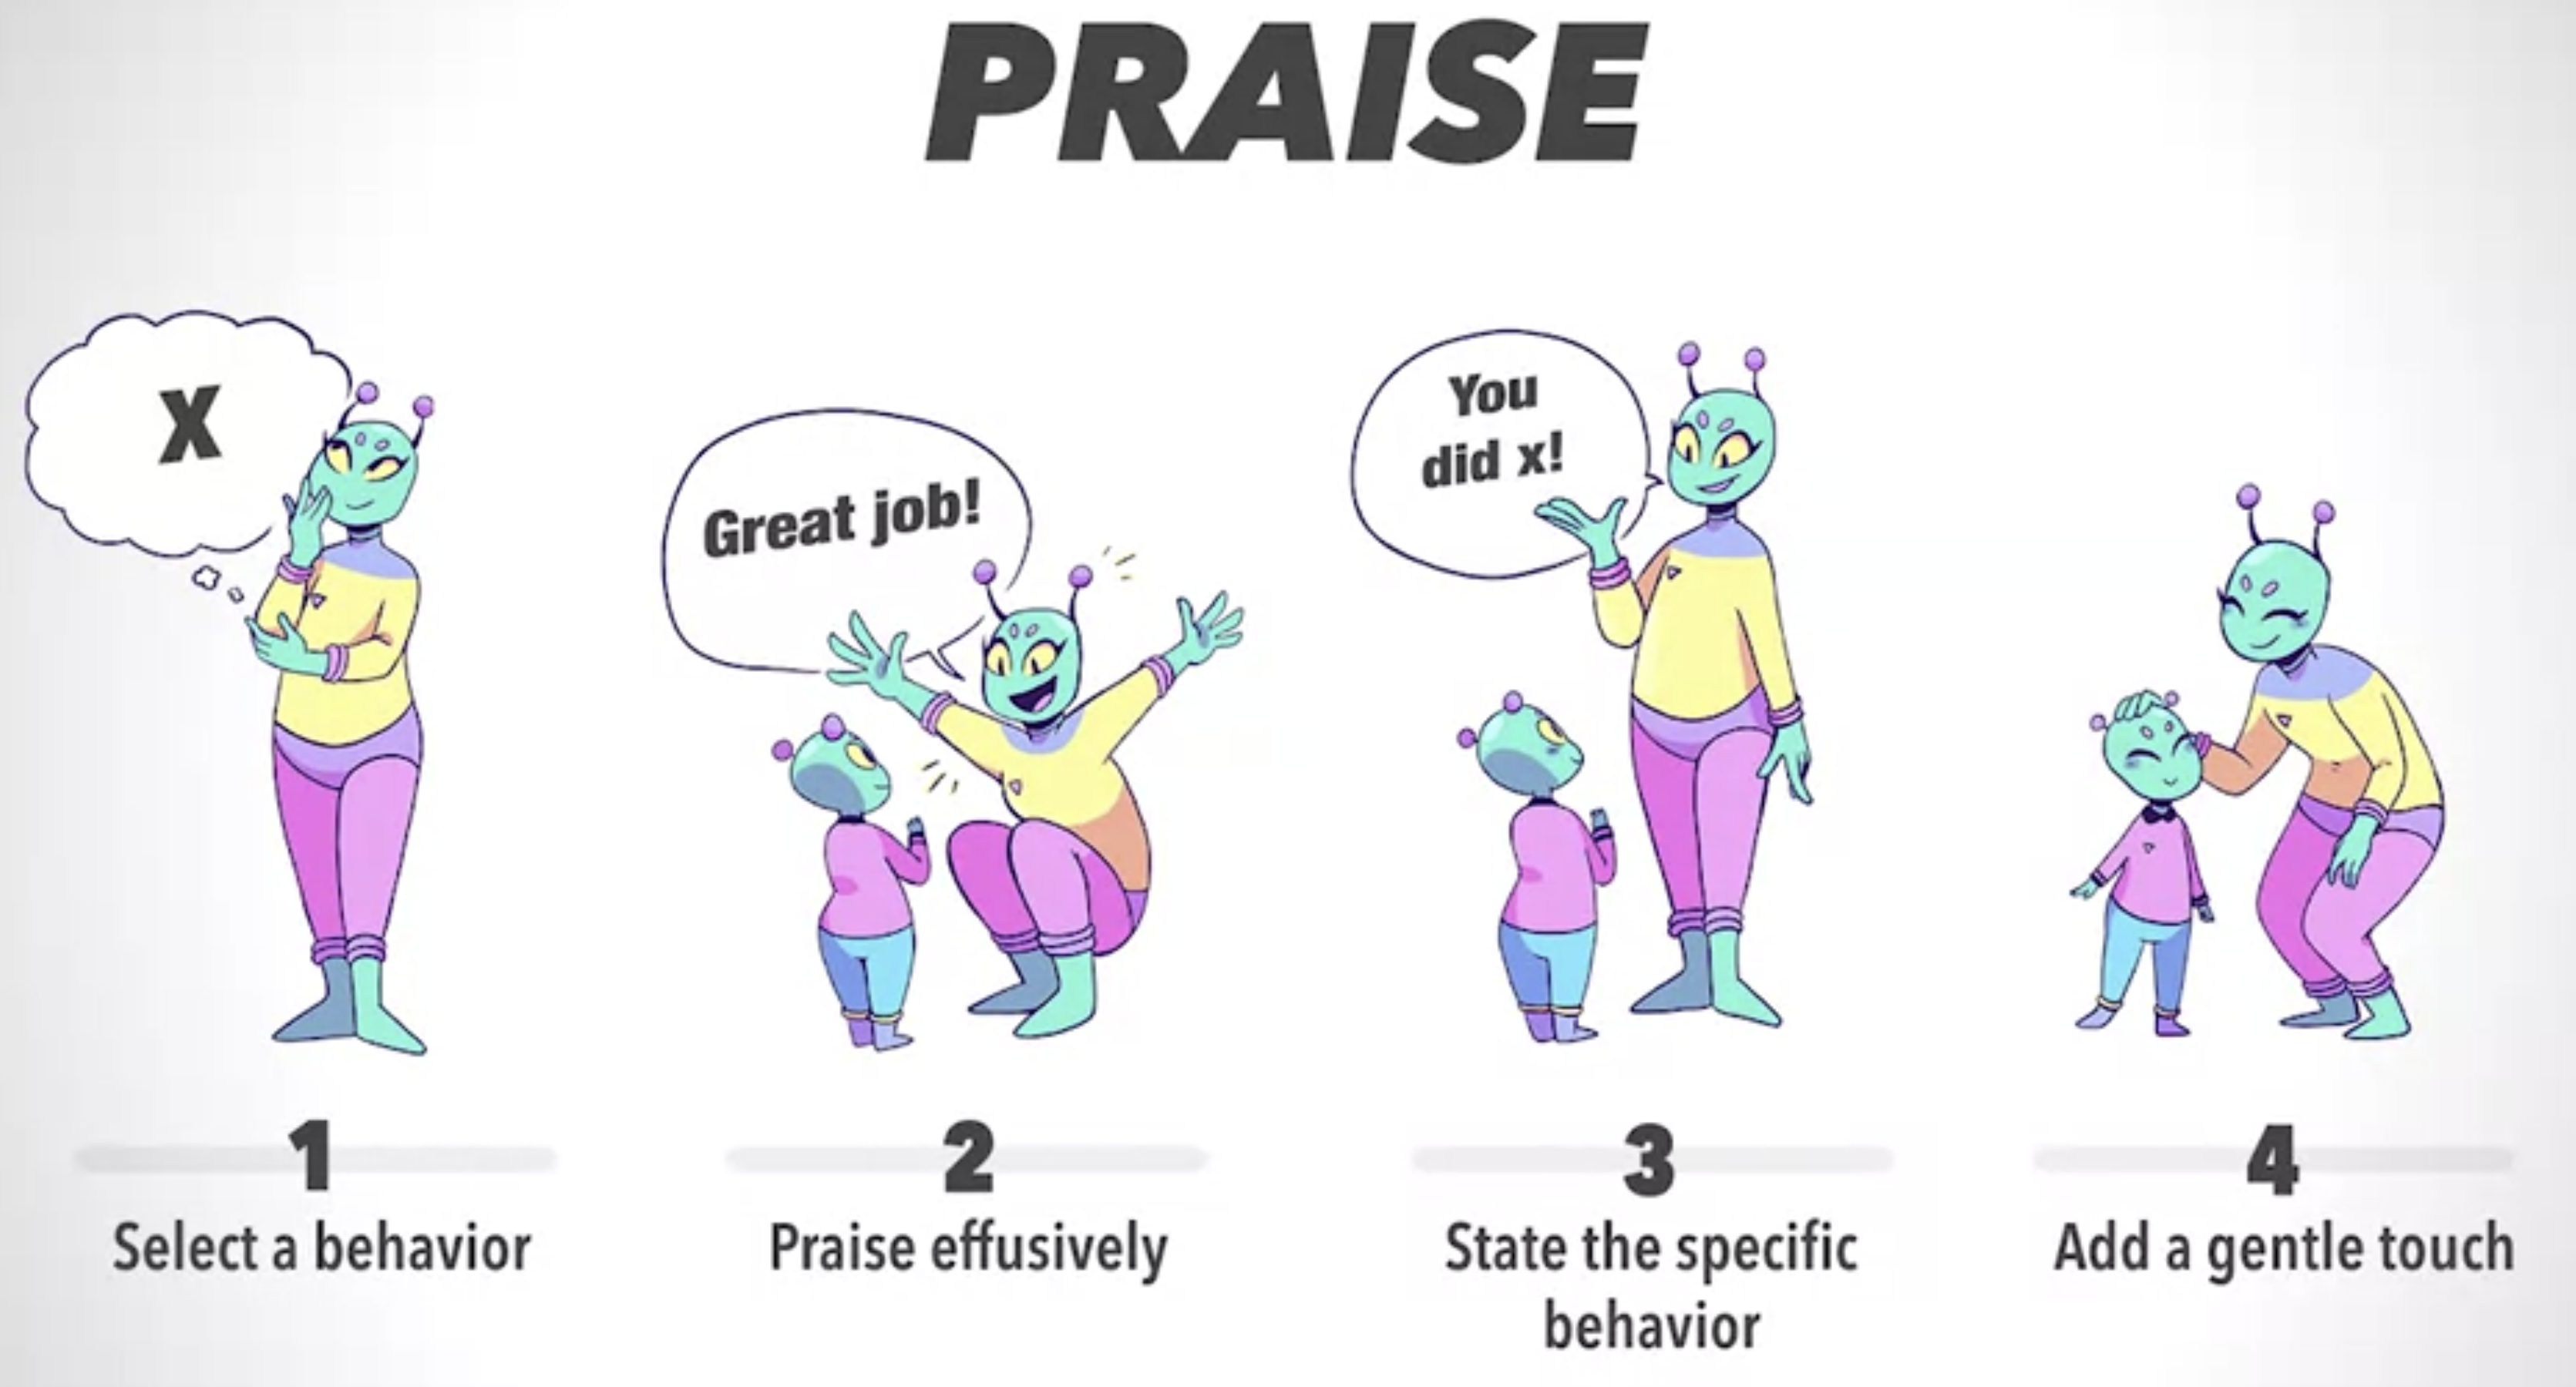 PRAISE
X
Great job!
You
did x!
1
Select a behavior
2
Praise effusively
3
State the specific
behavior
4
Add a gentle touch